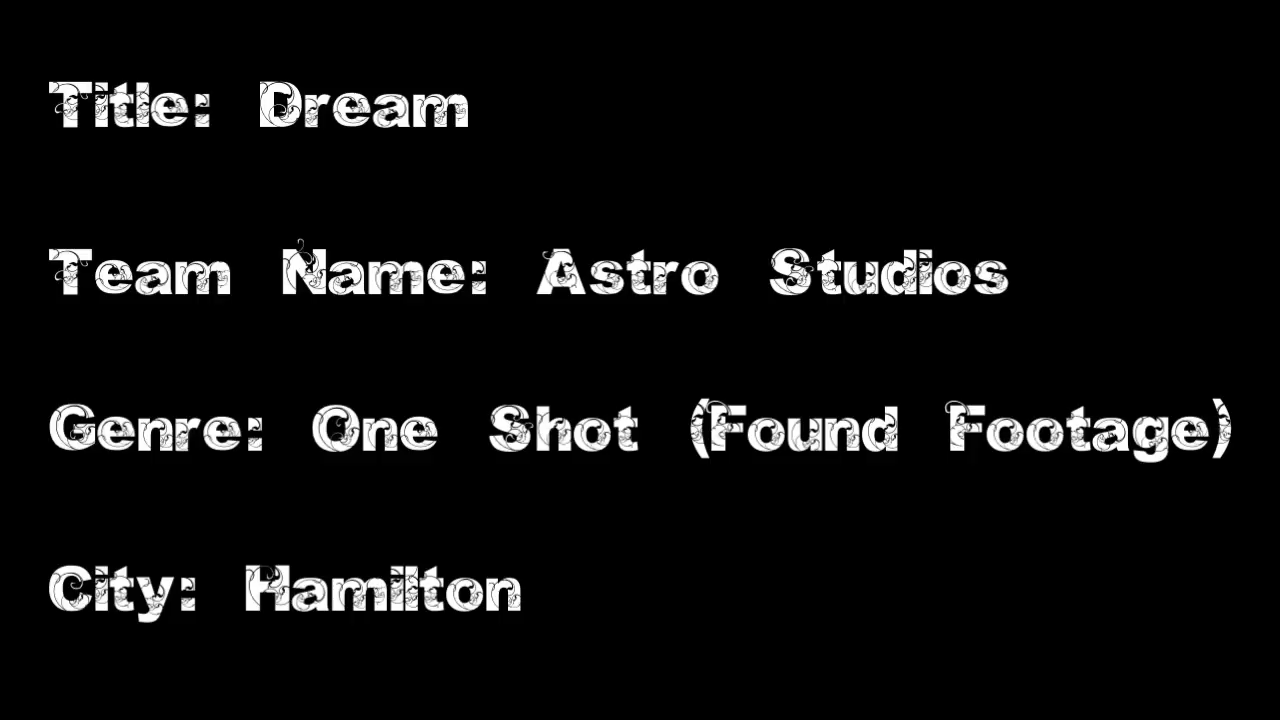 Title: Dream
Team Name: Astro Studios
Genre: One Shot (Found Footage)
City: Hamilton